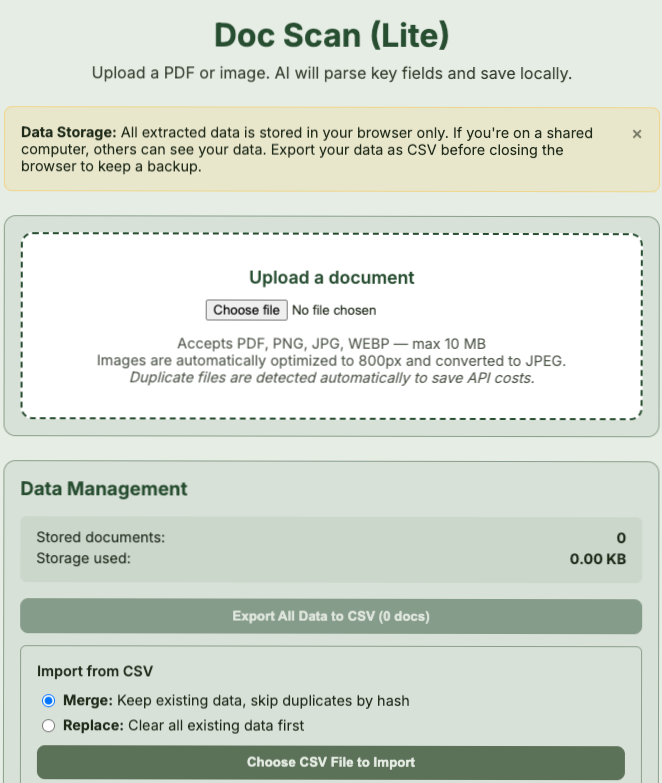 Doc Scan (Lite)
Upload a PDF or image. AI will parse key fields and save locally.
Data Storage: All extracted data is stored in your browser only. If you're on a shared
computer, others can see your data. Export your data as CSV before closing the
browser to keep a backup.
×
Upload a document
Choose file No file chosen
Accepts PDF, PNG, JPG, WEBP — max 10 MB
Images are automatically optimized to 800px and converted to JPEG.
Duplicate files are detected automatically to save API costs.
Data Management
Stored documents: 0
Storage used: 0.00 KB
Export All Data to CSV (0 docs)
Import from CSV
Merge: Keep existing data, skip duplicates by hash
Replace: Clear all existing data first
Choose CSV File to Import